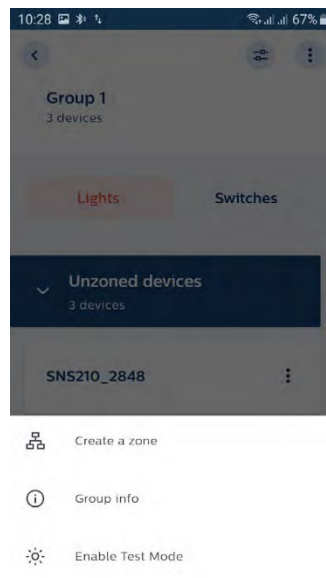 10:28 67%
Group 1
3 devices
Lights Switches
Unzoned devices
3 devices
SNS210_2848
Create a zone
Group info
Enable Test Mode